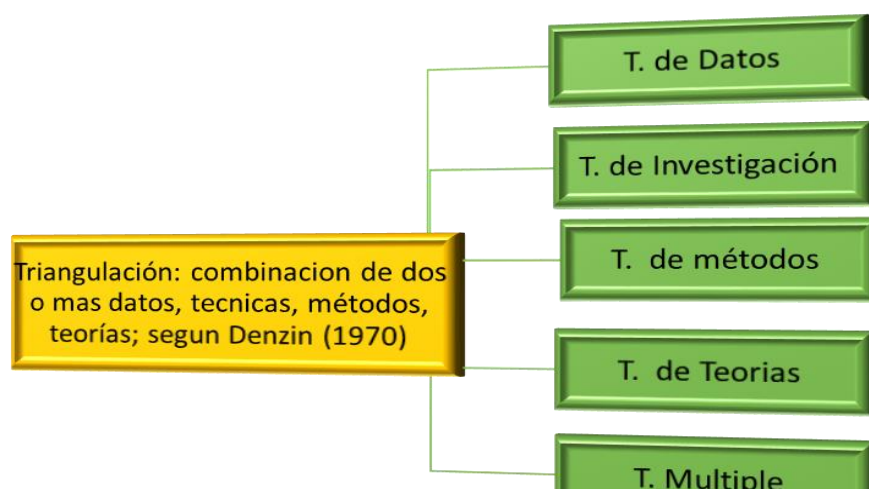 T. de Datos
T. de Investigación
T. de métodos
T. de Teorias
T. Multiple
Triangulación: combinacion de dos
o mas datos, tecnicas, métodos,
teorías; segun Denzin (1970)